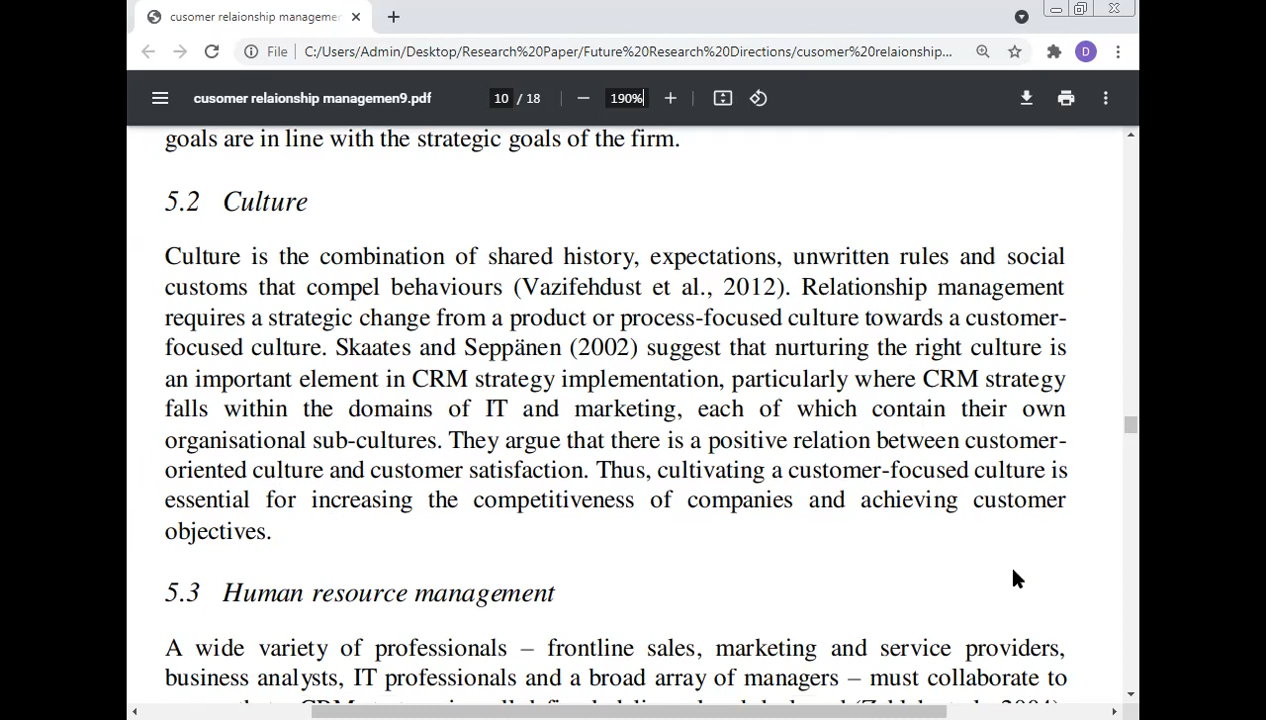 cusomer relaionship managemen
File C:/Users/Admin/Desktop/Research%20Paper/Future%20Research%20Directions/cusomer%20relaionship...
D
cusomer relaionship managemen9.pdf 10 / 18 190%
goals are in line with the strategic goals of the firm.
5.2 Culture
Culture is the combination of shared history, expectations, unwritten rules and social
customs that compel behaviours (Vazifehdust et al., 2012). Relationship management
requires a strategic change from a product or process-focused culture towards a customer-
focused culture. Skaates and Seppänen (2002) suggest that nurturing the right culture is
an important element in CRM strategy implementation, particularly where CRM strategy
falls within the domains of IT and marketing, each of which contain their own
organisational sub-cultures. They argue that there is a positive relation between customer-
oriented culture and customer satisfaction. Thus, cultivating a customer-focused culture is
essential for increasing the competitiveness of companies and achieving customer
objectives.
5.3 Human resource management
A wide variety of professionals – frontline sales, marketing and service providers,
business analysts, IT professionals and a broad array of managers – must collaborate to